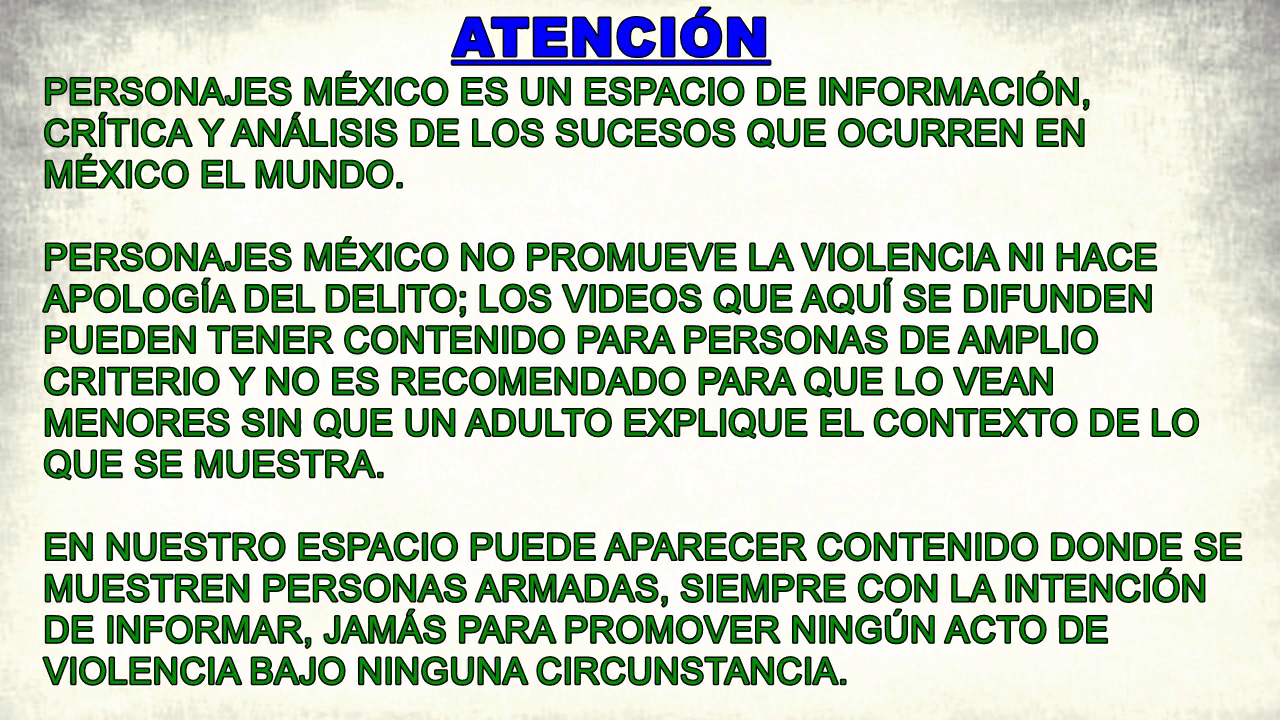 ATENCIÓN
PERSONAJES MÉXICO ES UN ESPACIO DE INFORMACIÓN,
CRÍTICA Y ANÁLISIS DE LOS SUCESOS QUE OCURREN EN
MÉXICO EL MUNDO.
PERSONAJES MÉXICO NO PROMUEVE LA VIOLENCIA NI HACE
APOLOGÍA DEL DELITO; LOS VIDEOS QUE AQUÍ SE DIFUNDEN
PUEDEN TENER CONTENIDO PARA PERSONAS DE AMPLIO
CRITERIO Y NO ES RECOMENDADO PARA QUE LO VEAN
MENORES SIN QUE UN ADULTO EXPLIQUE EL CONTEXTO DE LO
QUE SE MUESTRA.
EN NUESTRO ESPACIO PUEDE APARECER CONTENIDO DONDE SE
MUESTREN PERSONAS ARMADAS, SIEMPRE CON LA INTENCIÓN
DE INFORMAR, JAMÁS PARA PROMOVER NINGÚN ACTO DE
VIOLENCIA BAJO NINGUNA CIRCUNSTANCIA.